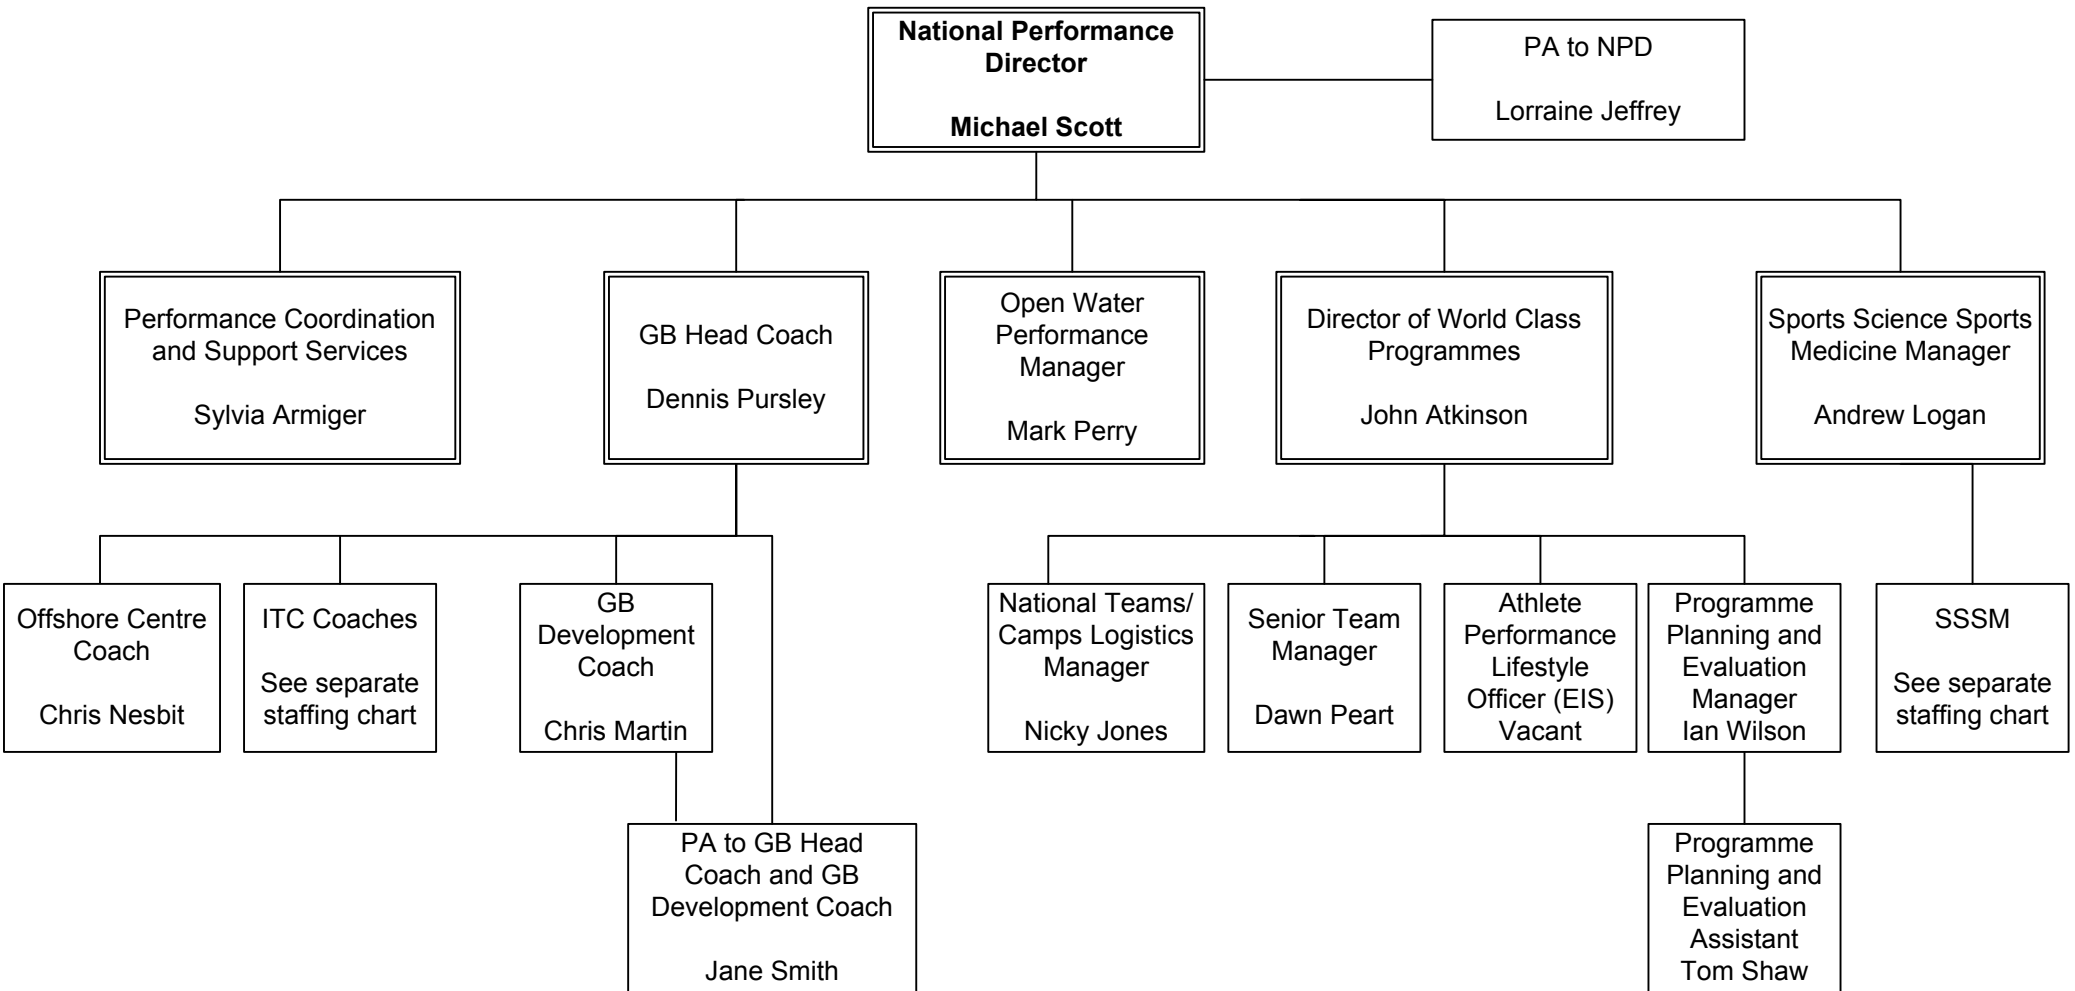 National Performance
Director
Michael Scott
PA to NPD
Lorraine Jeffrey
Performance Coordination
and Support Services
Sylvia Armiger
GB Head Coach
Dennis Pursley
Open Water
Performance
Manager
Mark Perry
Director of World Class
Programmes
John Atkinson
Sports Science Sports
Medicine Manager
Andrew Logan
Offshore Centre
Coach
Chris Nesbit
ITC Coaches
See separate
staffing chart
GB
Development
Coach
Chris Martin
National Teams/
Camps Logistics
Manager
Nicky Jones
Senior Team
Manager
Dawn Peart
Athlete
Performance
Lifestyle
Officer (EIS)
Vacant
Programme
Planning and
Evaluation
Manager
Ian Wilson
SSSM
See separate
staffing chart
PA to GB Head
Coach and GB
Development Coach
Jane Smith
Programme
Planning and
Evaluation
Assistant
Tom Shaw